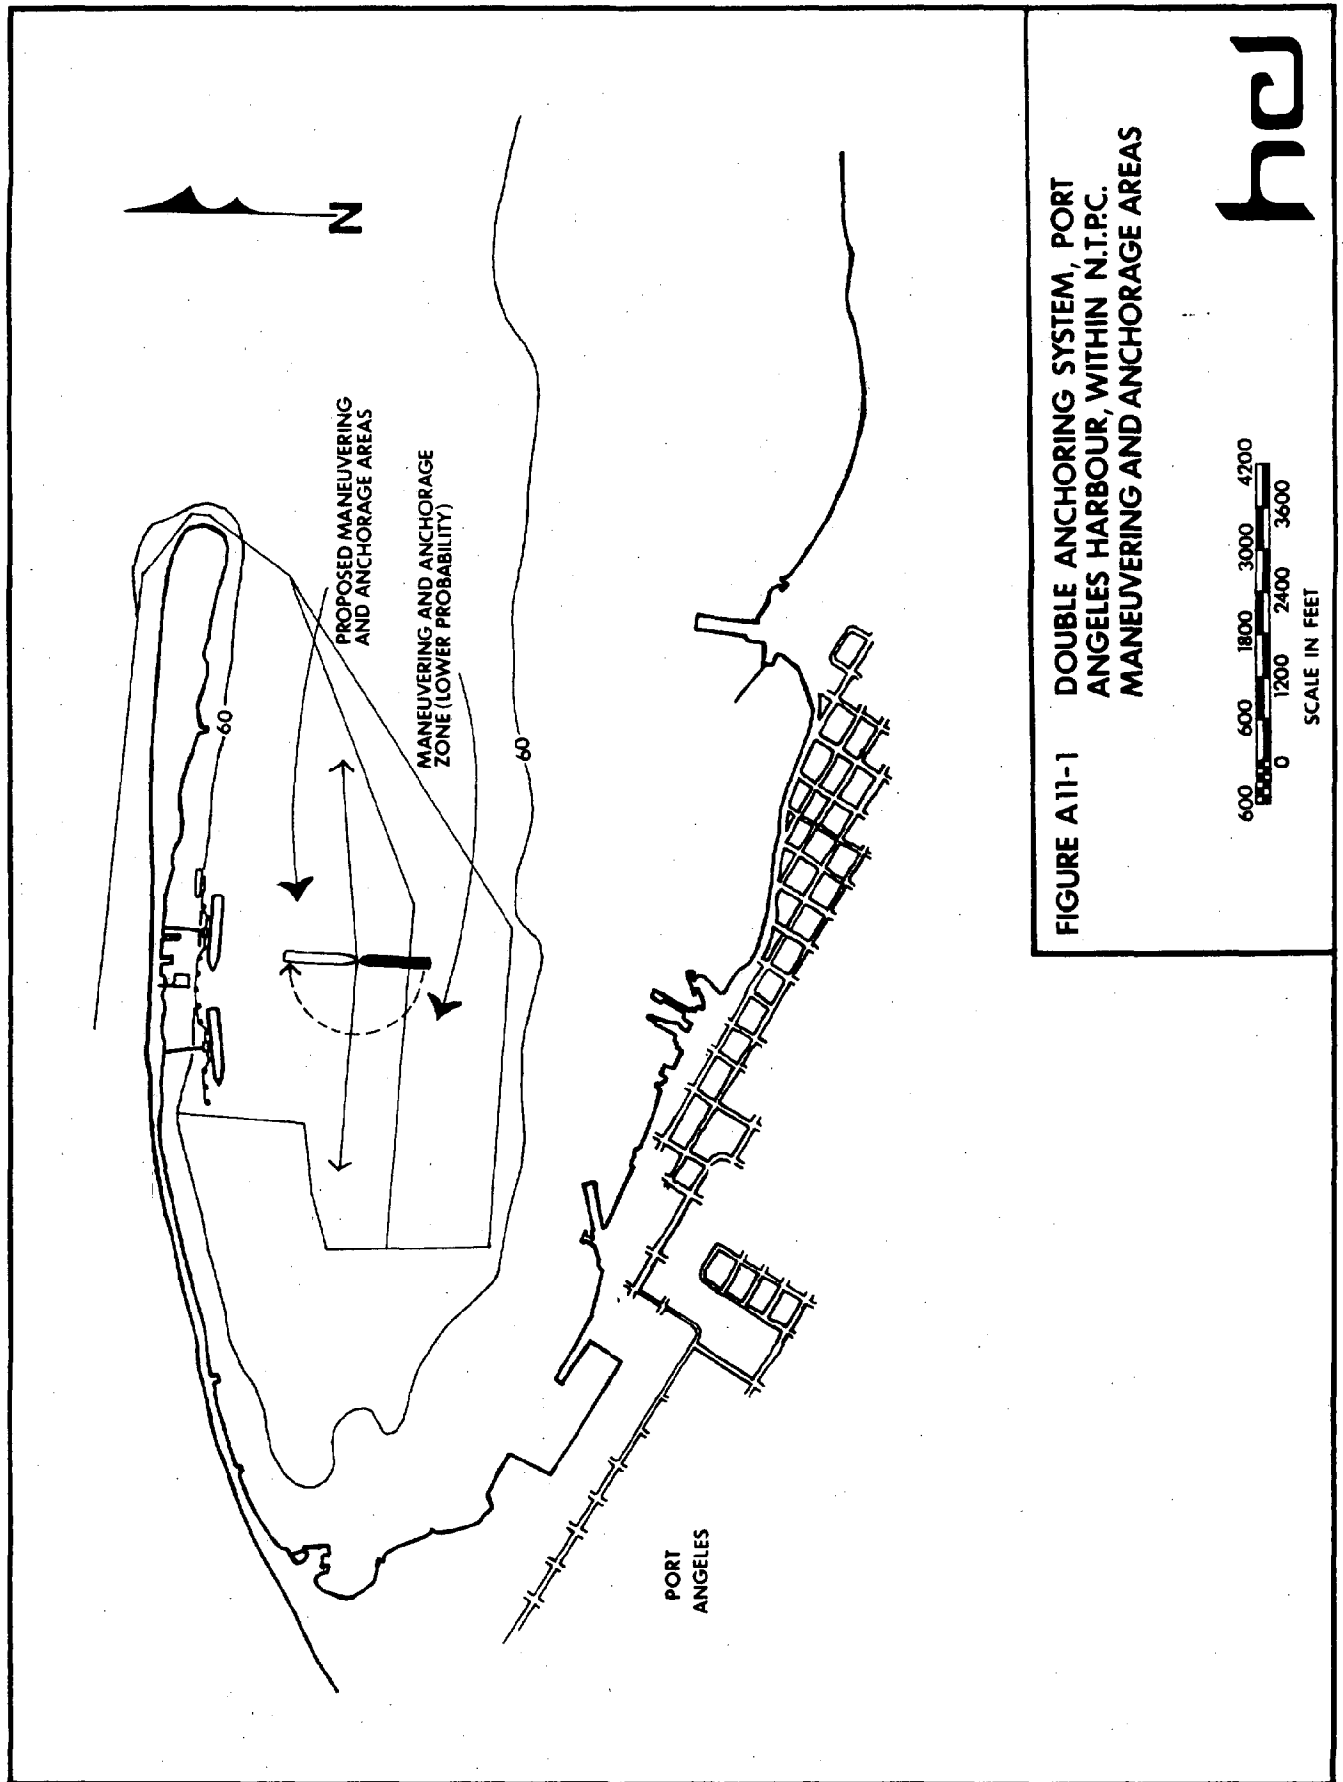 N
PROPOSED MANEUVERING
AND ANCHORAGE AREAS
MANEUVERING AND ANCHORAGE
ZONE (LOWER PROBABILITY)
60
60
PORT
ANGELES
FIGURE A11-1 DOUBLE ANCHORING SYSTEM, PORT
ANGELES HARBOUR, WITHIN N.T.P.C.
MANEUVERING AND ANCHORAGE AREAS
600 600 1800 3000 4200
0 1200 2400 3600
SCALE IN FEET
hcl